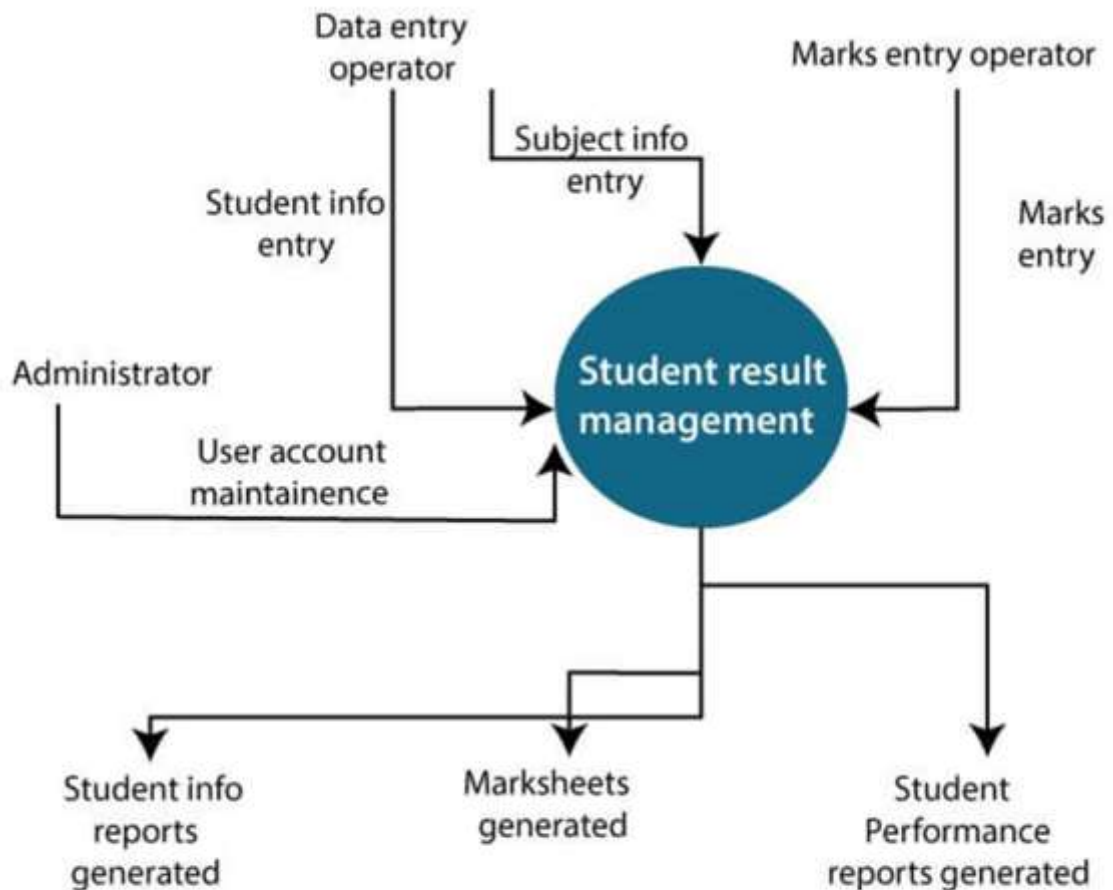 Data entry
operator
Marks entry operator
Subject info
entry
Student info
entry
Marks
entry
Administrator
Student result
management
User account
maintainence
Student info
reports
generated
Marksheets
generated
Student
Performance
reports generated